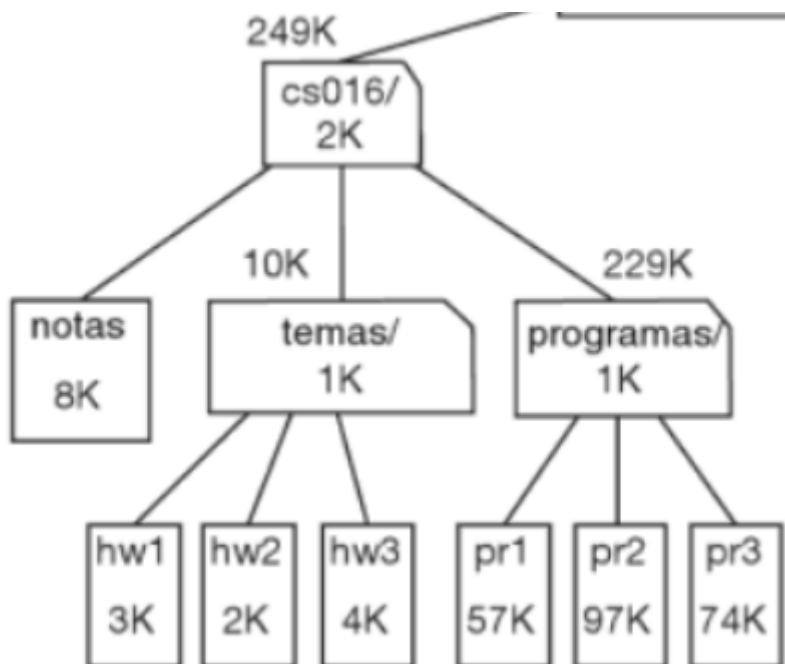 249K
cs016/
2K
10K
229K
notas
8K
temas/
1K
programas/
1K
hw1
3K
hw2
2K
hw3
4K
pr1
57K
pr2
97K
pr3
74K